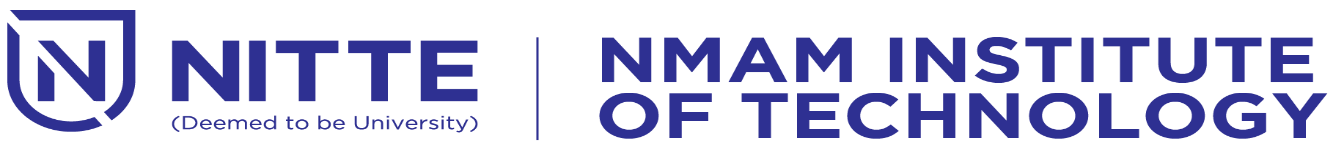 N
NITTE
(Deemed to be University)
NMAM INSTITUTE
OF TECHNOLOGY